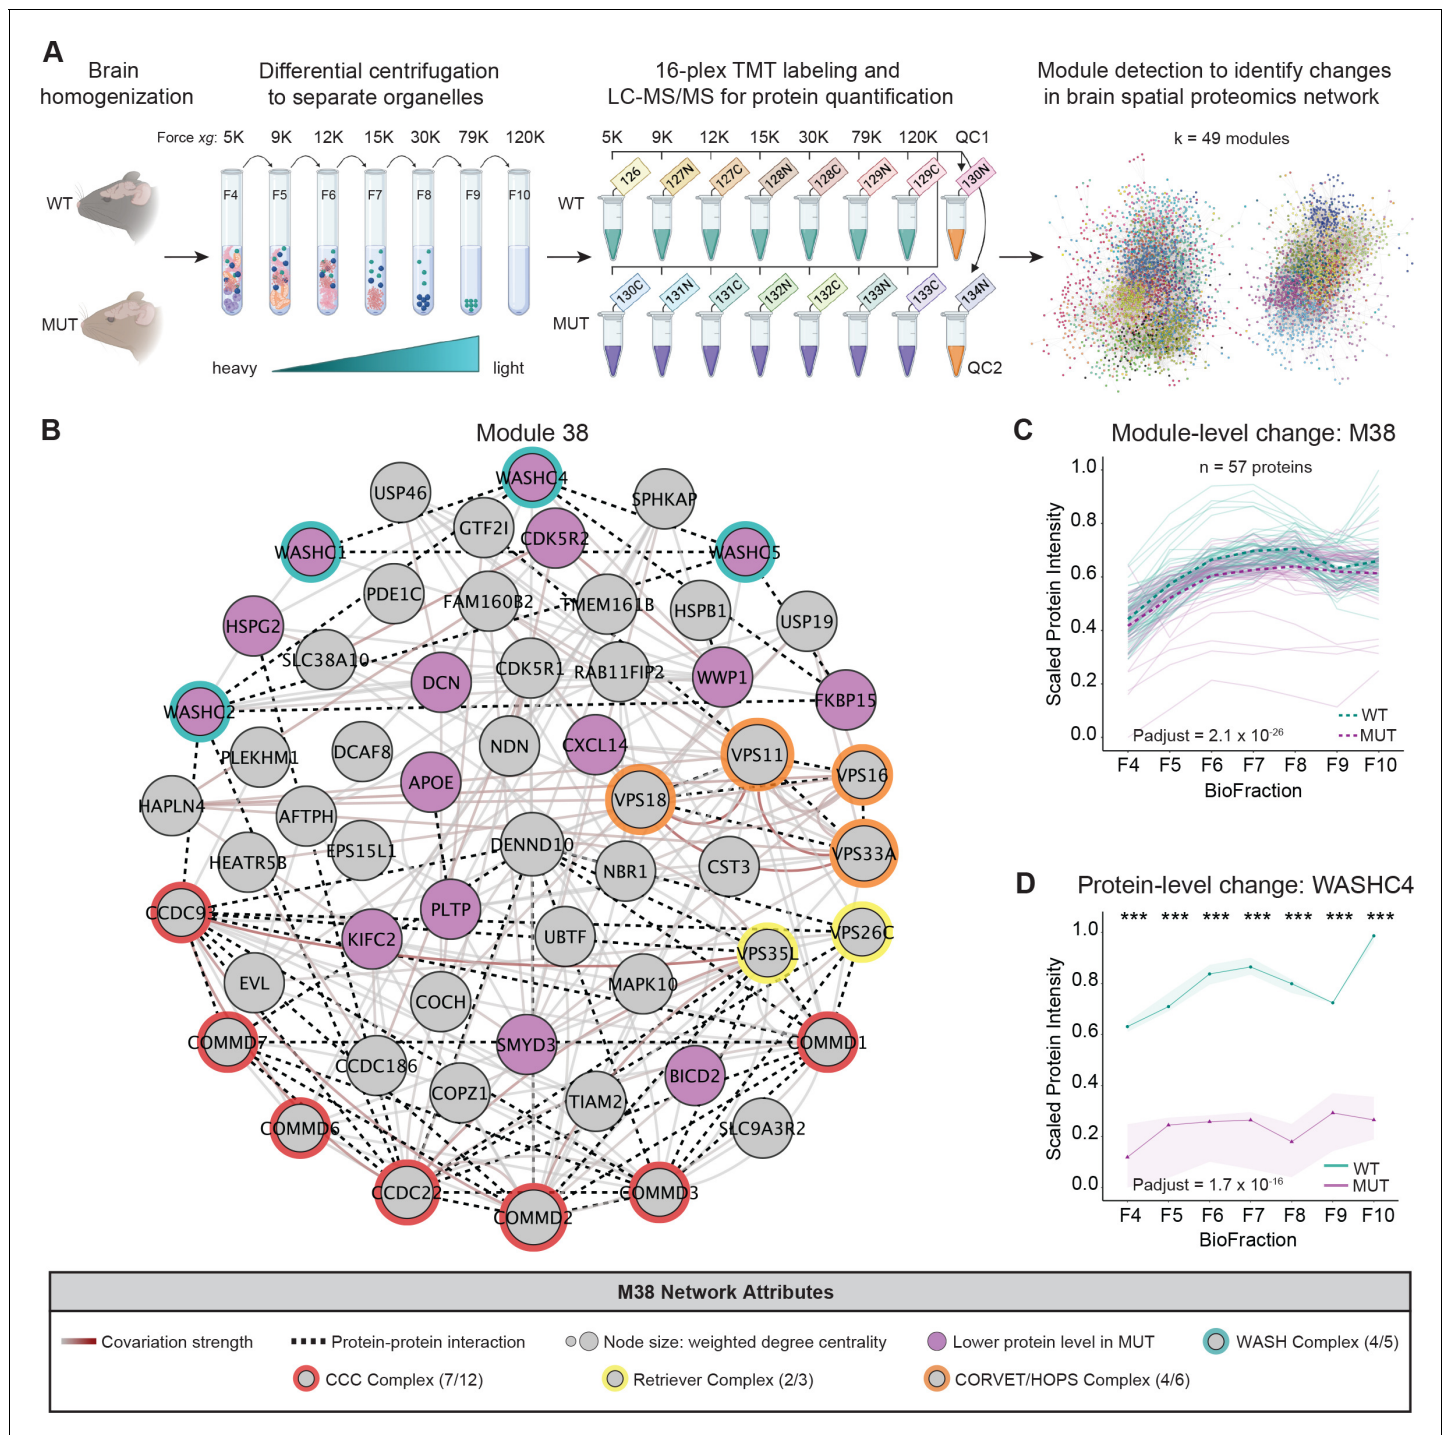 A
Brain
homogenization
Differential centrifugation
to separate organelles
16-plex TMT labeling and
LC-MS/MS for protein quantification
Module detection to identify changes
in brain spatial proteomics network
Force xg: 5K 9K 12K 15K 30K 79K 120K
5K 9K 12K 15K 30K 79K 120K QC1
k = 49 modules
WT
F4 F5 F6 F7 F8 F9 F10
WT
126 127N 127C 128N 128C 129N 129C 130N
MUT
MUT
130C 131N 131C 132N 132C 133N 133C 134N
heavy light
QC2
B
Module 38
USP46
WASHC4
SPHKAP
GTF2I
CDK5R2
WASHC1
WASHC5
PDE1C
FAM160B2
TMEM161B
HSPB1
USP19
HSPG2
SLC38A10
DCN
CDK5R1
RAB11FIP2
WWP1
FKBP15
WASHC2
PLEKHM1
DCAF8
NDN
CXCL14
VPS11
VPS16
APOE
VPS18
HAPLN4
AFTPH
HEATR5B
EPS15L1
DENND10
NBR1
CST3
VPS33A
CCDC93
PLTP
KIFC2
UBTF
VPS35L
VPS26C
EVL
COCH
MAPK10
COMMD7
CCDC186
SMYD3
COMMD1
COPZ1
BICD2
TIAM2
COMMD6
SLC9A3R2
CCDC22
COMMD2
COMMD3
C
Module-level change: M38
n = 57 proteins
Scaled Protein Intensity
1.0
0.8
0.6
0.4
0.2
0.0
WT
MUT
Padjust = 2.1 x 10-26
F4 F5 F6 F7 F8 F9 F10
BioFraction
D
Protein-level change: WASHC4
*** *** *** *** *** *** ***
Scaled Protein Intensity
1.0
0.8
0.6
0.4
0.2
0.0
WT
MUT
Padjust = 1.7 x 10-16
F4 F5 F6 F7 F8 F9 F10
BioFraction
M38 Network Attributes
Covariation strength
Protein-protein interaction
Node size: weighted degree centrality
Lower protein level in MUT
WASH Complex (4/5)
CCC Complex (7/12)
Retriever Complex (2/3)
CORVET/HOPS Complex (4/6)